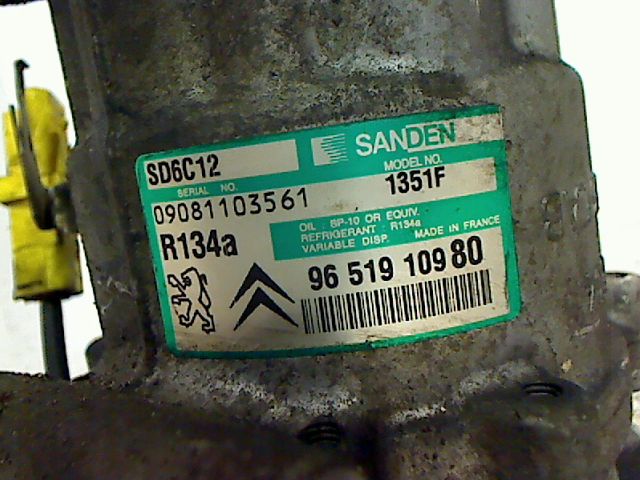 SANDEN
SD6C12
SERIAL NO.
MODEL NO.
09081103561
1351F
R134a
OIL : SP-10 OR EQUIV.
REFRIGERANT : R134a
VARIABLE DISP. MADE IN FRANCE
96 519 109 80